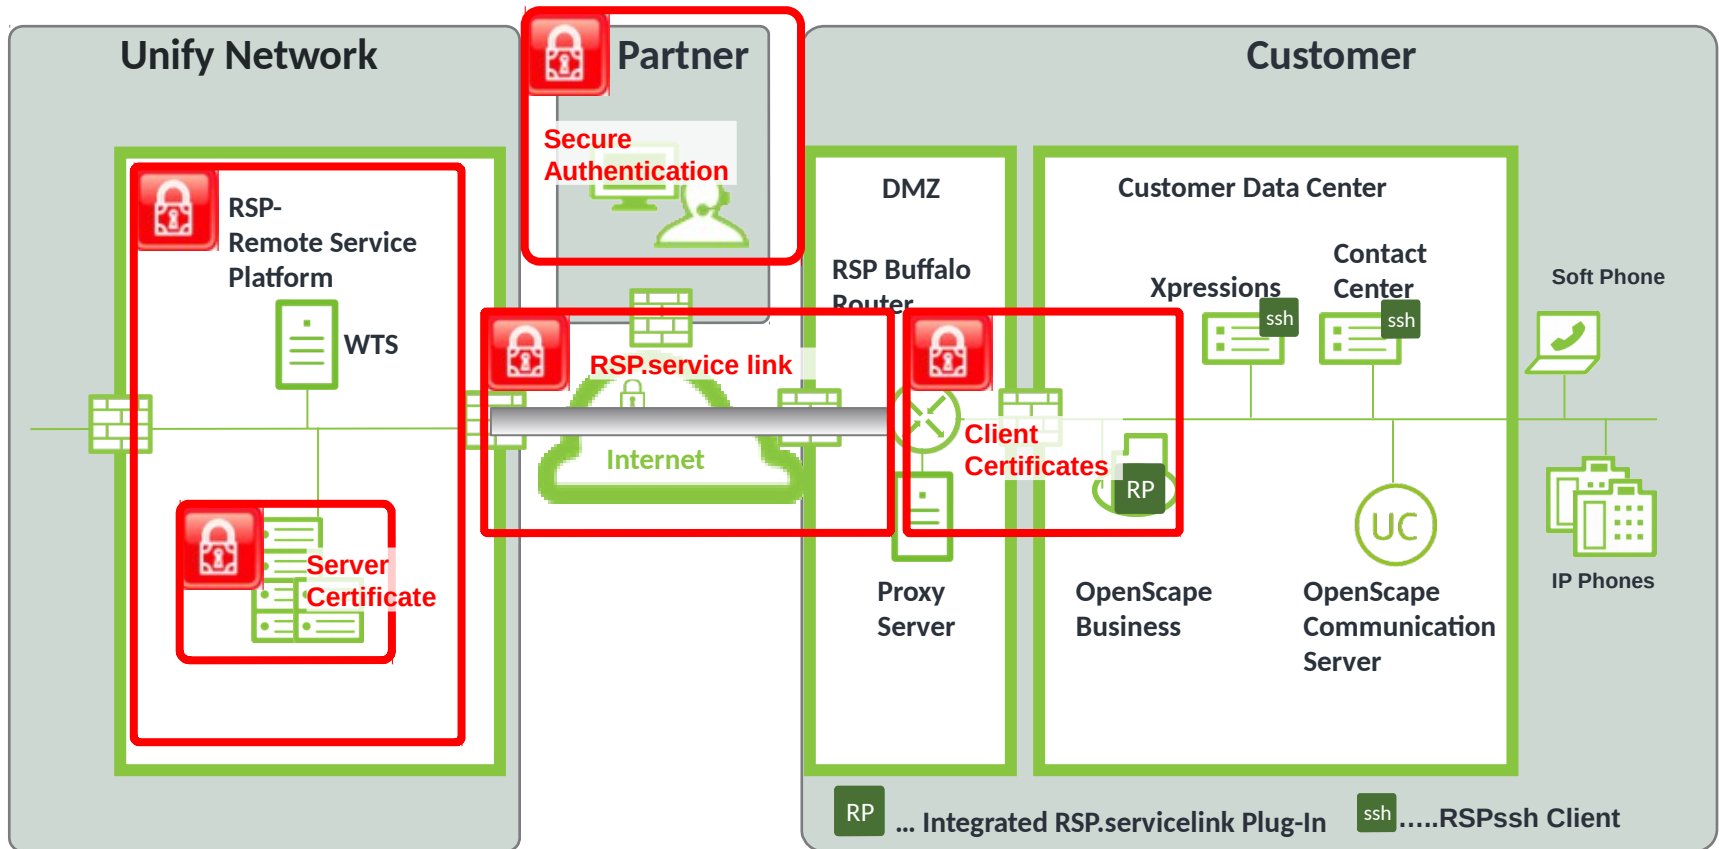 Unify Network
Partner
Customer
Secure
Authentication
RSP-
Remote Service
Platform
WTS
Server
Certificate
RSP.service link
Internet
DMZ
RSP Buffalo
Router
Client
Certificates
Proxy
Server
Customer Data Center
Xpressions
ssh
Contact
Center
ssh
RP
UC
OpenScape
Business
OpenScape
Communication
Server
Soft Phone
IP Phones
RP ... Integrated RSP.servicelink Plug-In
ssh .....RSPssh Client